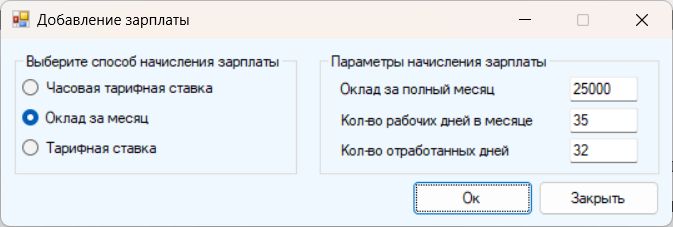 Добавление зарплаты
Выберите способ начисления зарплаты
Часовая тарифная ставка
Оклад за месяц
Тарифная ставка
Параметры начисления зарплаты
Оклад за полный месяц 25000
Кол-во рабочих дней в месяце 35
Кол-во отработанных дней 32
Ок Закрыть